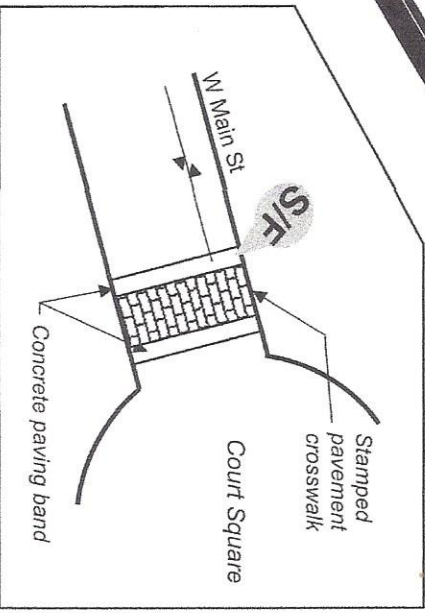 W Main St
S/F
Stamped
pavement
crosswalk
Court Square
Concrete paving band